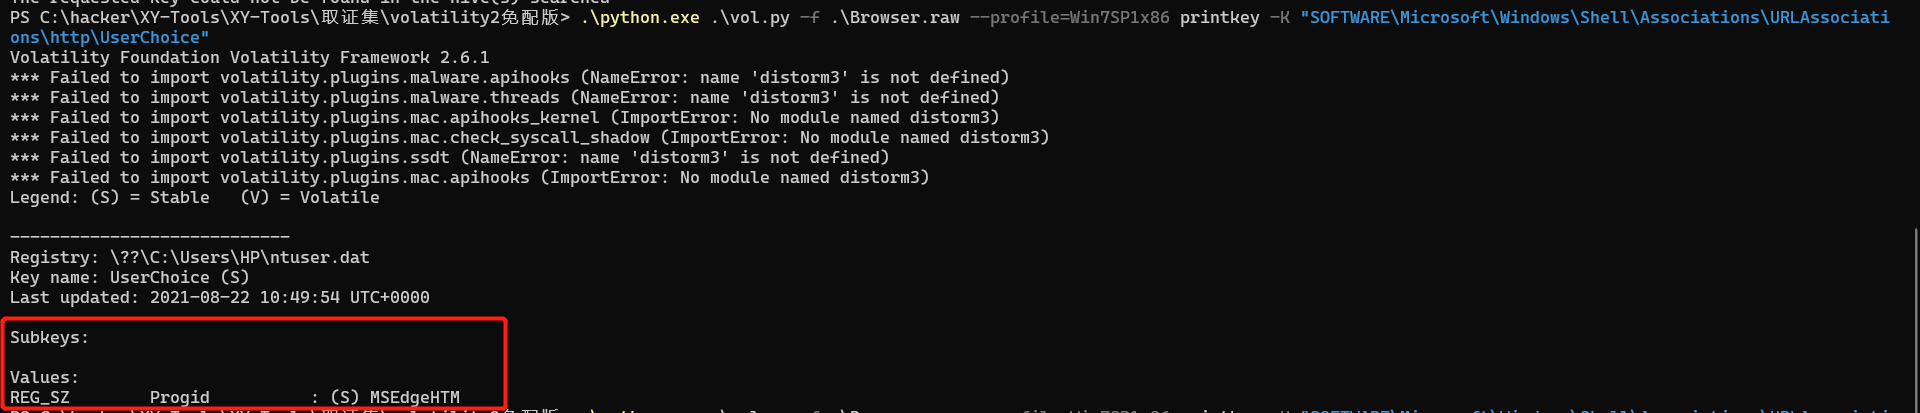 The requested key could not be found in the hive(s) searched
PS C:\hacker\XY-Tools\XY-Tools\取证集\volatility2免配版> .\python.exe .\vol.py -f .\Browser.raw --profile=Win7SP1x86 printkey -K "SOFTWARE\Microsoft\Windows\Shell\Associations\URLAssociati
ons\http\UserChoice"
Volatility Foundation Volatility Framework 2.6.1
*** Failed to import volatility.plugins.malware.apihooks (NameError: name 'distorm3' is not defined)
*** Failed to import volatility.plugins.malware.threads (NameError: name 'distorm3' is not defined)
*** Failed to import volatility.plugins.mac.apihooks_kernel (ImportError: No module named distorm3)
*** Failed to import volatility.plugins.mac.check_syscall_shadow (ImportError: No module named distorm3)
*** Failed to import volatility.plugins.ssdt (NameError: name 'distorm3' is not defined)
*** Failed to import volatility.plugins.mac.apihooks (ImportError: No module named distorm3)
Legend: (S) = Stable   (V) = Volatile
----------------------------
Registry: \??\C:\Users\HP\ntuser.dat
Key name: UserChoice (S)
Last updated: 2021-08-22 10:49:54 UTC+0000
Subkeys:
Values:
REG_SZ        Progid          : (S) MSEdgeHTM